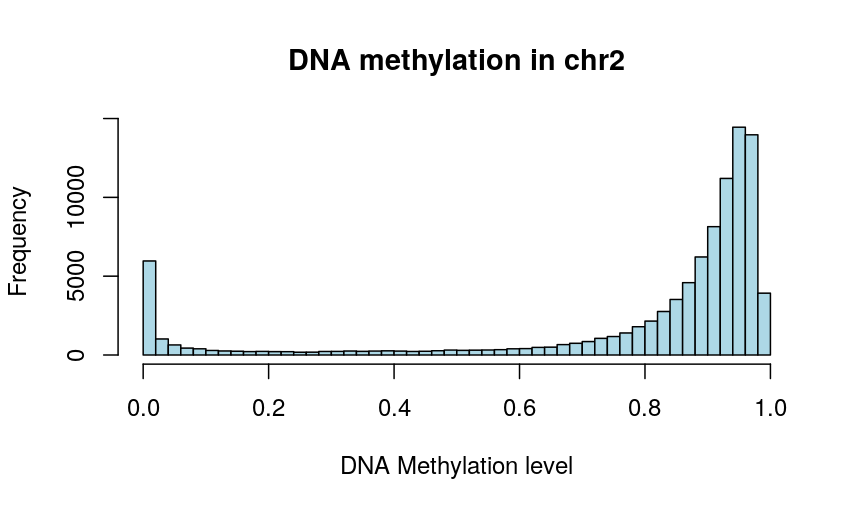 DNA methylation in chr2
Frequency
10000
5000
0
0.0 0.2 0.4 0.6 0.8 1.0
DNA Methylation level